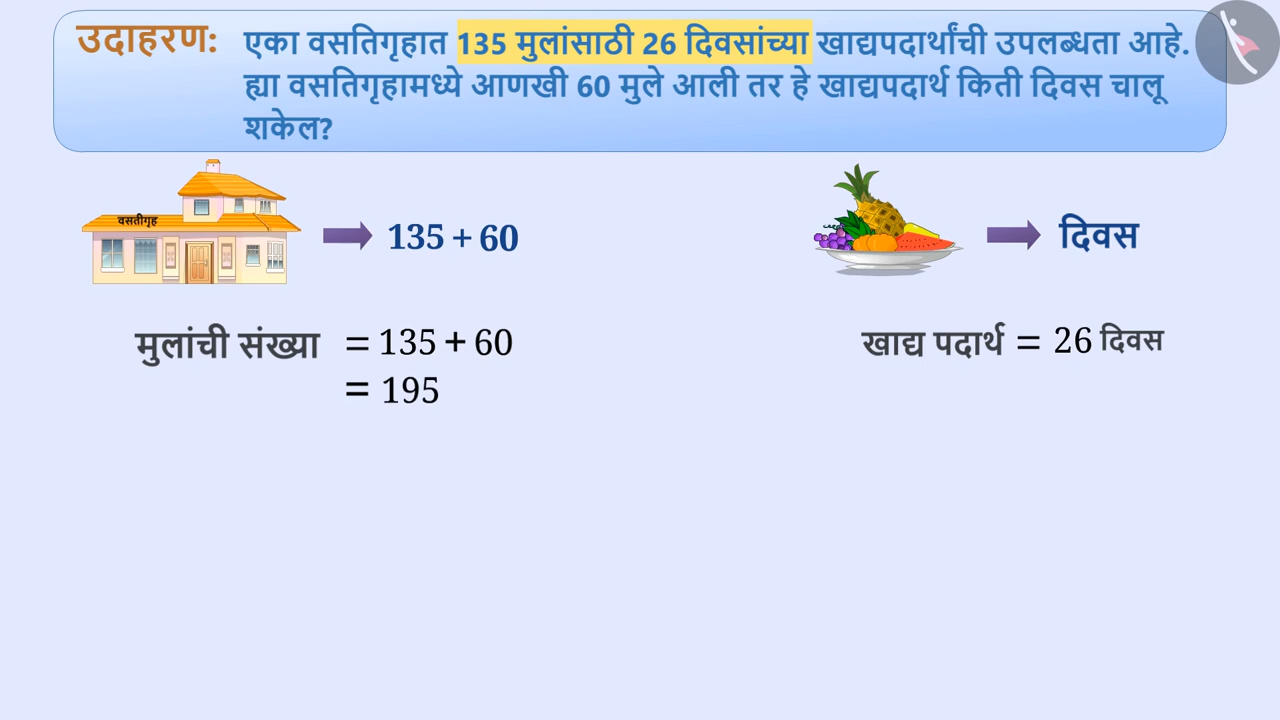 उदाहरण: एका वसतिगृहात 135 मुलांसाठी 26 दिवसांच्या खाद्यपदार्थांची उपलब्धता आहे.
ह्या वसतिगृहामध्ये आणखी 60 मुले आली तर हे खाद्यपदार्थ किती दिवस चालू
शकेल?
वसतीगृह
135 + 60
दिवस
मुलांची संख्या = 135 + 60
= 195
खाद्य पदार्थ = 26 दिवस